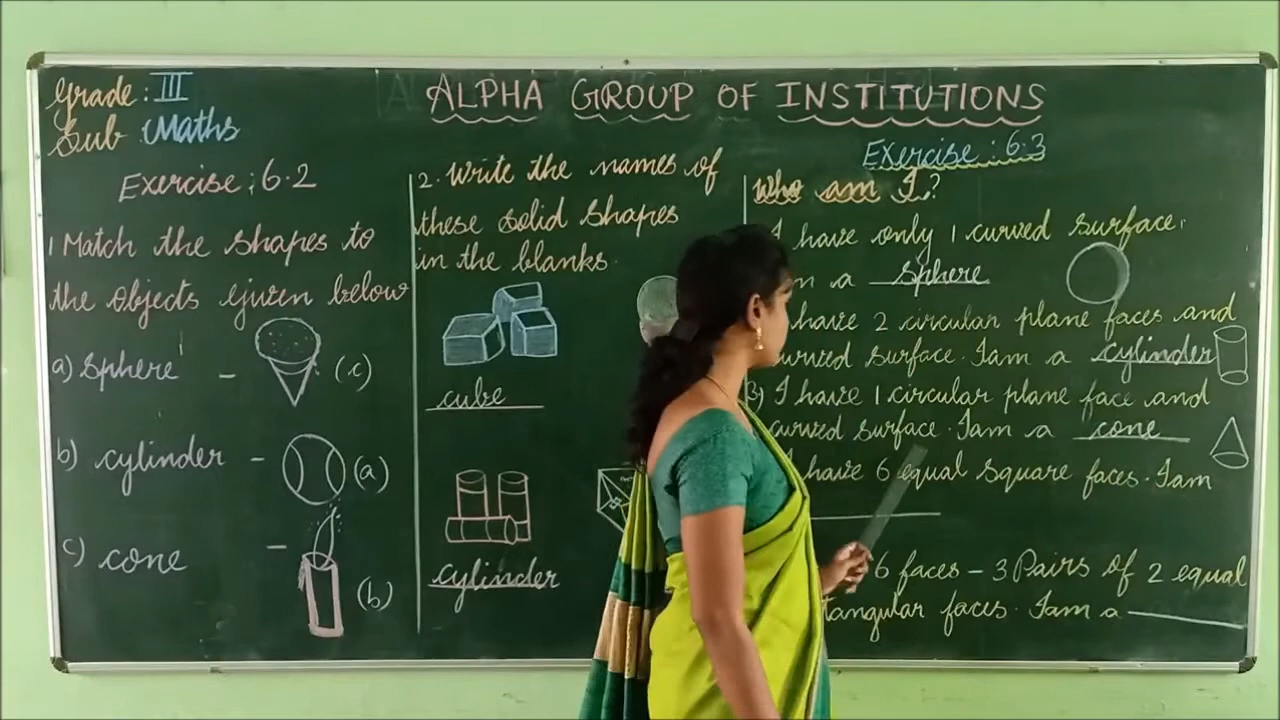 Grade : III
Sub : Maths
ALPHA GROUP OF INSTITUTIONS
Exercise : 6.2
1 Match the shapes to
the objects given below
a) sphere - (c)
b) cylinder - (a)
c) cone - (b)
2. Write the names of
these solid shapes
in the blanks.
cube
cylinder
Exercise : 6.3
Who am I ?
I have only 1 curved surface.
a sphere
have 2 circular plane faces and
curved surface. I am a cylinder
3) I have 1 circular plane face and
curved surface. I am a cone
I have 6 equal square faces. I am
6 faces - 3 Pairs of 2 equal
faces. I am a